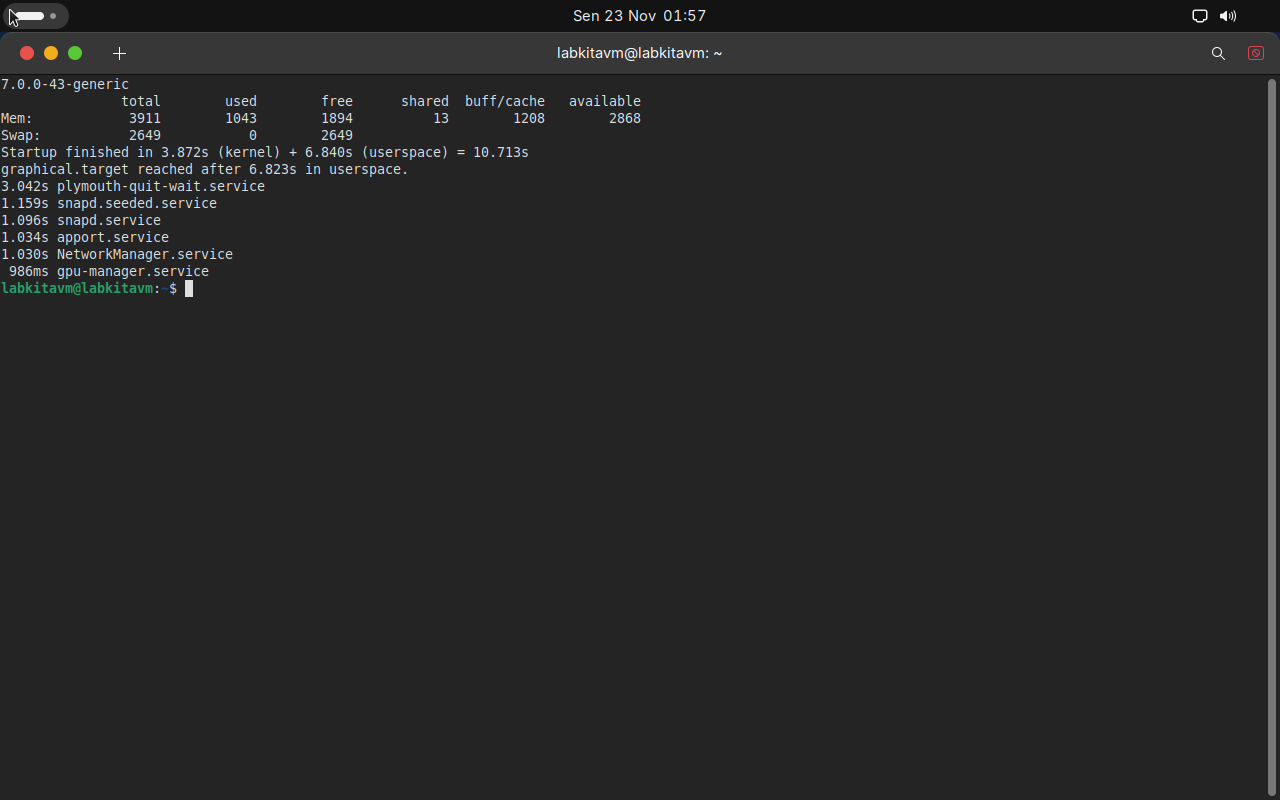 Sen 23 Nov 01:57
labkitavm@labkitavm: ~
7.0.0-43-generic
               total        used        free      shared  buff/cache   available
Mem:            3911        1043        1894          13        1208        2868
Swap:           2649           0        2649
Startup finished in 3.872s (kernel) + 6.840s (userspace) = 10.713s
graphical.target reached after 6.823s in userspace.
3.042s plymouth-quit-wait.service
1.159s snapd.seeded.service
1.096s snapd.service
1.034s apport.service
1.030s NetworkManager.service
 986ms gpu-manager.service
labkitavm@labkitavm:~$